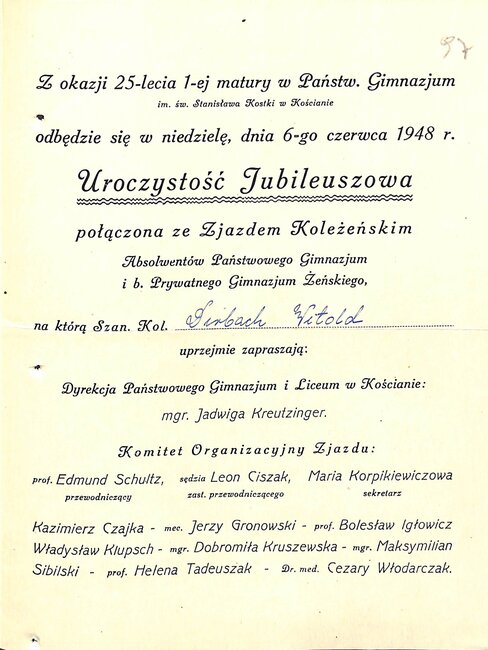 97
Z okazji 25-lecia 1-ej matury w Państw. Gimnazjum
im. św. Stanisława Kostki w Kościanie
odbędzie się w niedzielę, dnia 6-go czerwca 1948 r.
Uroczystość Jubileuszowa
połączona ze Zjazdem Koleżeńskim
Absolwentów Państwowego Gimnazjum
i b. Prywatnego Gimnazjum Żeńskiego,
na którą Szan. Kol. Witold
uprzejmie zapraszają:
Dyrekcja Państwowego Gimnazjum i Liceum w Kościanie:
mgr. Jadwiga Kreutzinger.
Komitet Organizacyjny Zjazdu:
prof. Edmund Schultz, sędzia Leon Ciszak, Maria Korpikiewiczowa
przewodniczący zast. przewodniczącego sekretarz
Kazimierz Czajka - mec. Jerzy Gronowski - prof. Bolesław Igłowicz
Władysław Klupsch - mgr. Dobromiła Kruszewska - mgr. Maksymilian
Sibilski - prof. Helena Tadeuszak - Dr. med. Cezary Włodarczak.